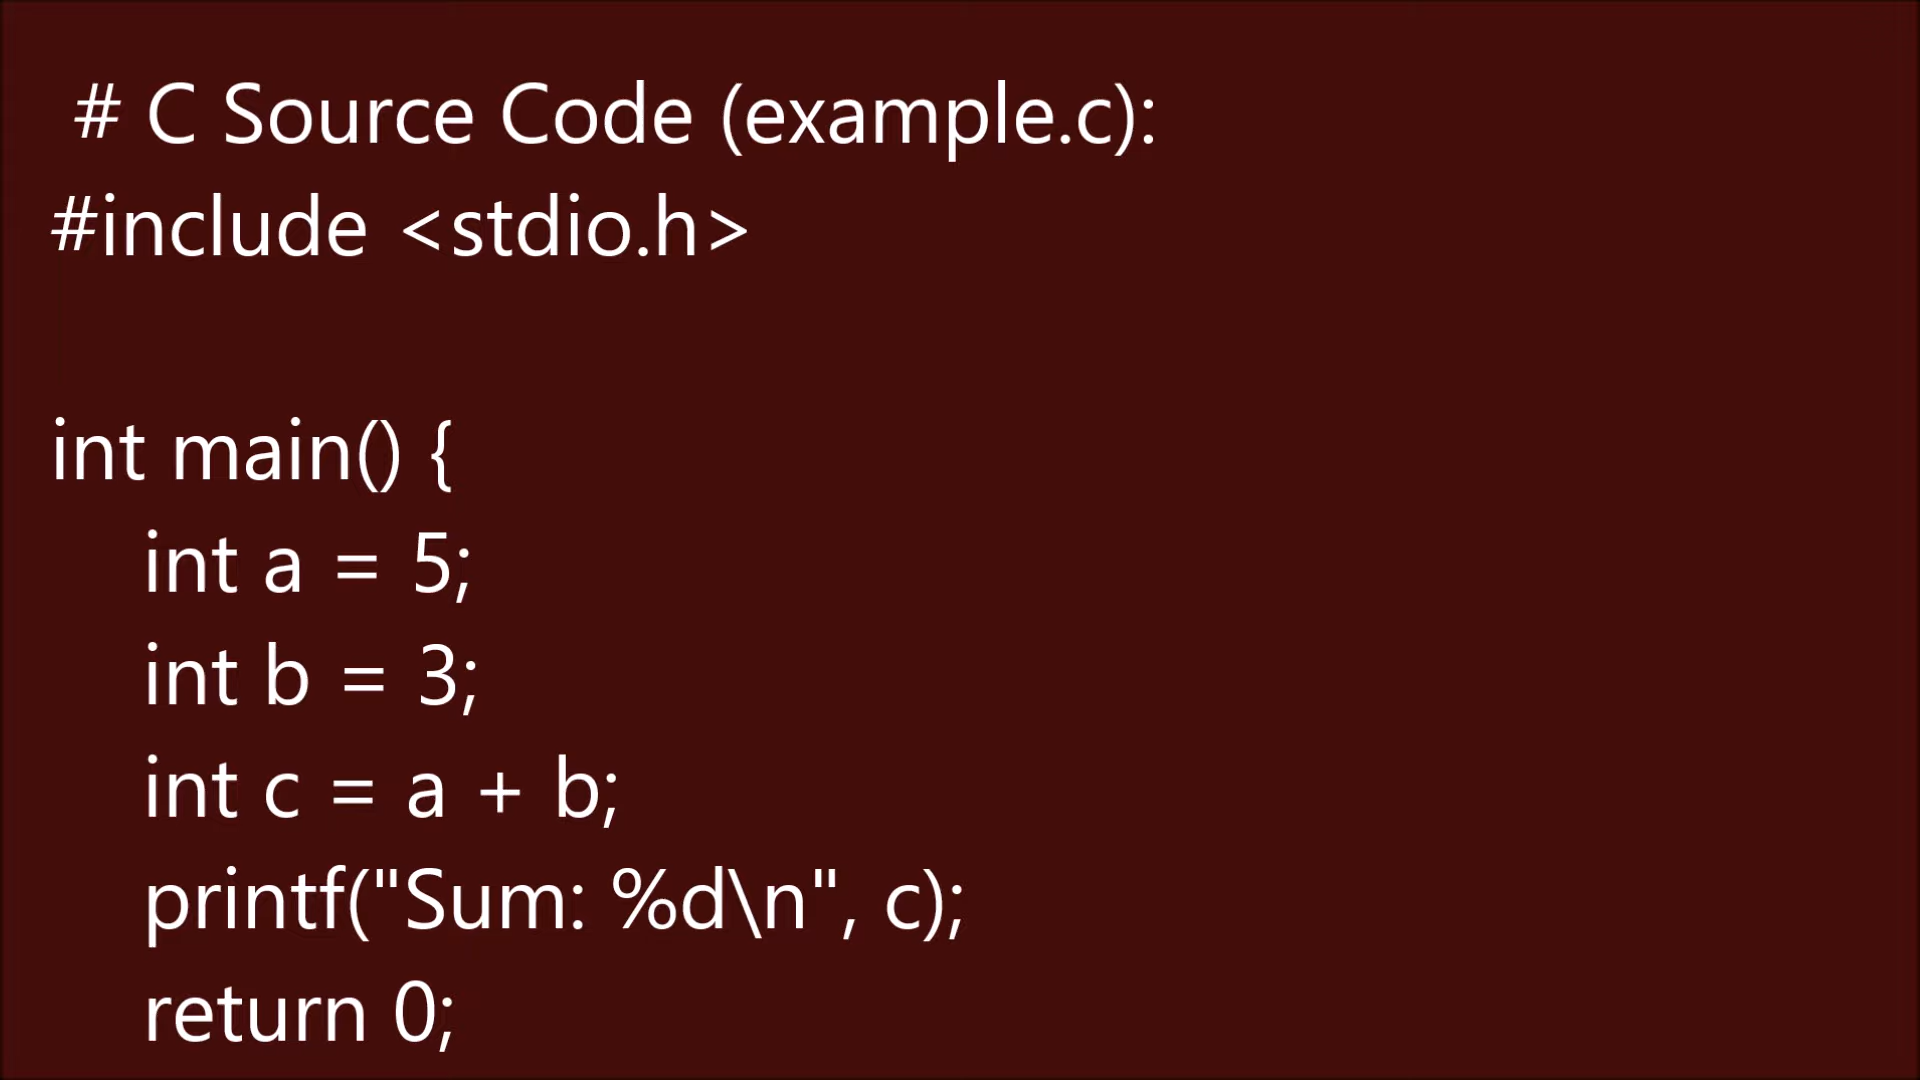 # C Source Code (example.c):
#include <stdio.h>
int main() {
int a = 5;
int b = 3;
int c = a + b;
printf("Sum: %d\n", c);
return 0;